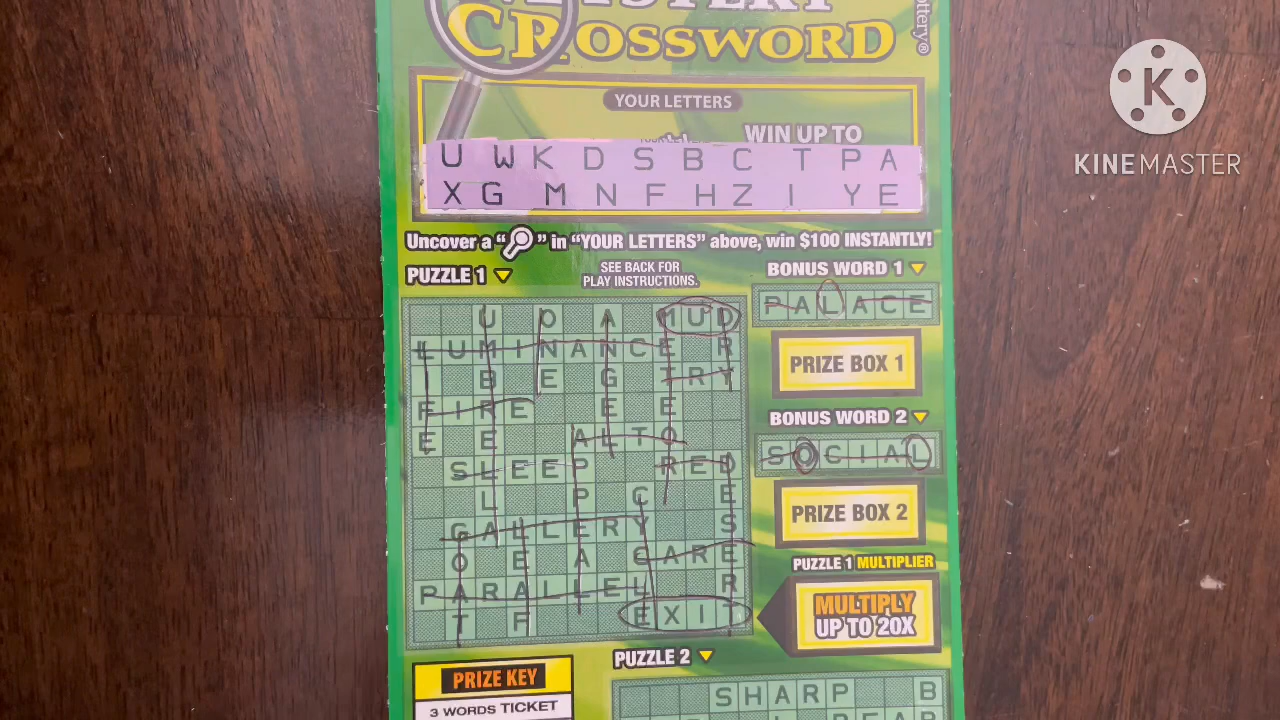 MYSTERY
CROSSWORD
ottery®
YOUR LETTERS
WIN UP TO
U W K D S B C T P A
X G M N F H Z I Y E
Uncover a " " in "YOUR LETTERS" above, win $100 INSTANTLY!
PUZZLE 1
SEE BACK FOR
PLAY INSTRUCTIONS.
BONUS WORD 1
PALACE
PRIZE BOX 1
BONUS WORD 2
SOCIAL
PRIZE BOX 2
PUZZLE 1 MULTIPLIER
MULTIPLY
UP TO 20X
U O A MUD
LUMINANCE R
B E G TRY
FIRE E E
E E ALTO
SLEEP RED
L P C E
GALLERY S
O E A CARE
PARALLEL R
T F EXIT
PUZZLE 2
PRIZE KEY
3 WORDS TICKET
SHARP B
KINEMASTER
K